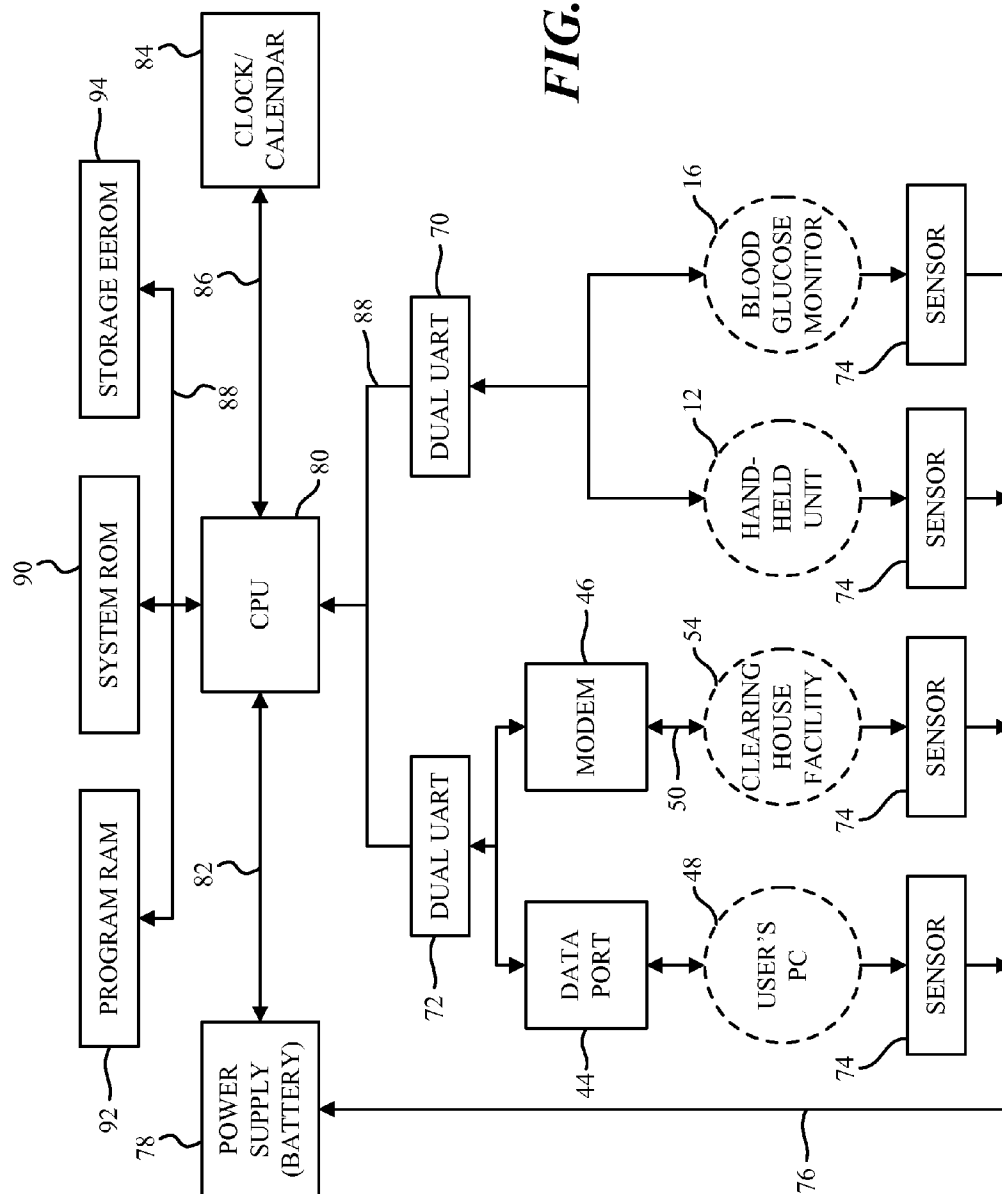 90
92
94
PROGRAM RAM
SYSTEM ROM
STORAGE EEROM
78
84
82
88
86
80
POWER
SUPPLY
(BATTERY)
CPU
CLOCK/
CALENDAR
88
70
DUAL UART
DUAL UART
72
FIG.
46
DATA
PORT
MODEM
44
50
48
54
12
16
USER'S
PC
CLEARING
HOUSE
FACILITY
HAND-
HELD
UNIT
BLOOD
GLUCOSE
MONITOR
76
74
74
74
74
SENSOR
SENSOR
SENSOR
SENSOR